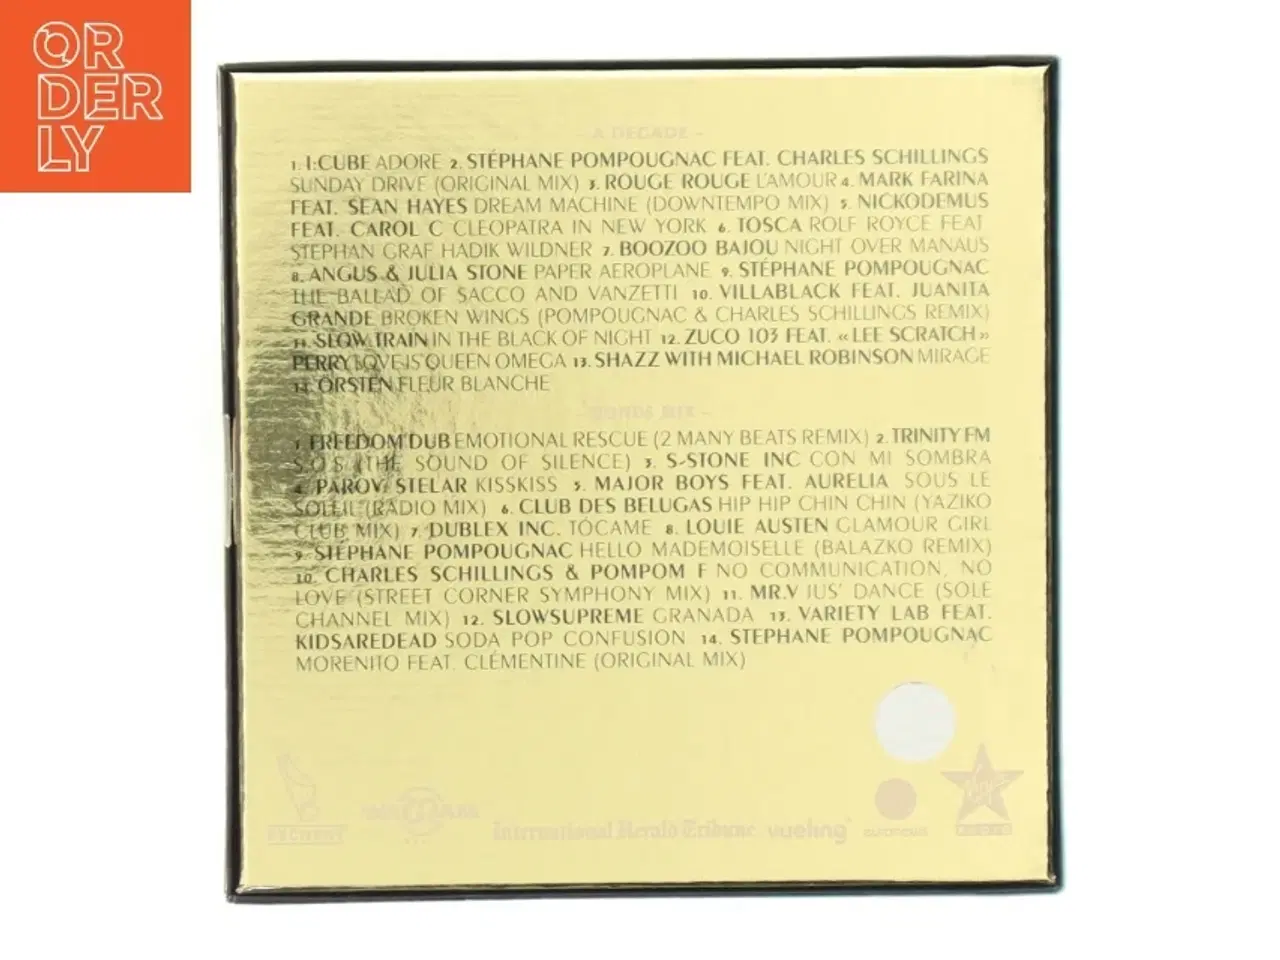 OR
DER
LY
- A DECADE -
1. I:CUBE ADORE 2. STÉPHANE POMPOUGNAC FEAT. CHARLES SCHILLINGS
SUNDAY DRIVE (ORIGINAL MIX) 3. ROUGE ROUGE L'AMOUR 4. MARK FARINA
FEAT. SEAN HAYES DREAM MACHINE (DOWNTEMPO MIX) 5. NICKODEMUS
FEAT. CAROL C CLEOPATRA IN NEW YORK 6. TOSCA ROLF ROYCE FEAT
STEPHAN GRAF HADIK WILDNER 7. BOOZOO BAJOU NIGHT OVER MANAUS
8. ANGUS & JULIA STONE PAPER AEROPLANE 9. STÉPHANE POMPOUGNAC
THE BALLAD OF SACCO AND VANZETTI 10. VILLABLACK FEAT. JUANITA
GRANDE BROKEN WINGS (POMPOUGNAC & CHARLES SCHILLINGS REMIX)
11. SLOW TRAIN IN THE BLACK OF NIGHT 12. ZUCO 103 FEAT. «LEE SCRATCH»
PERRY LOVE IS QUEEN OMEGA 13. SHAZZ WITH MICHAEL ROBINSON MIRAGE
14. ORSTEN FLEUR BLANCHE
MIX -
1. FREEDOM DUB EMOTIONAL RESCUE (2 MANY BEATS REMIX) 2. TRINITY FM
S.O.S (THE SOUND OF SILENCE) 3. S-STONE INC CON MI SOMBRA
4. PAROV STELAR KISSKISS 5. MAJOR BOYS FEAT. AURELIA SOUS LE
SOLEIL (RADIO MIX) 6. CLUB DES BELUGAS HIP HIP CHIN CHIN (YAZIKO
CLUB MIX) 7. DUBLEX INC. TOCAME 8. LOUIE AUSTEN GLAMOUR GIRL
9. STÉPHANE POMPOUGNAC HELLO MADEMOISELLE (BALAZKO REMIX)
10. CHARLES SCHILLINGS & POMPOM F NO COMMUNICATION, NO
LOVE (STREET CORNER SYMPHONY MIX) 11. MR.V JUS' DANCE (SOLE
CHANNEL MIX) 12. SLOWSUPREME GRANADA 13. VARIETY LAB FEAT.
KIDSAREDEAD SODA POP CONFUSION 14. STEPHANE POMPOUGNAC
MORENITO FEAT. CLÉMENTINE (ORIGINAL MIX)
International Herald Tribune vueling euronews
RADIO